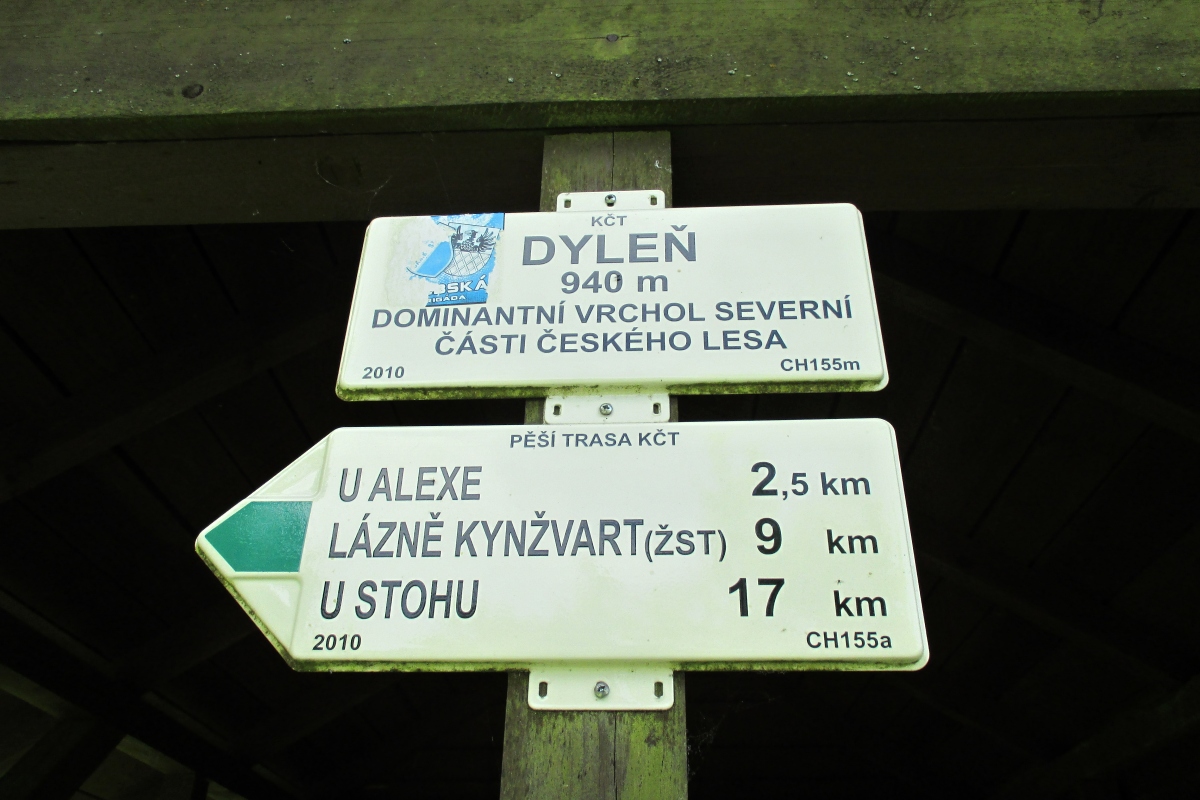 KČT
DYLEŇ
940 m
DOMINANTNÍ VRCHOL SEVERNÍ
ČÁSTI ČESKÉHO LESA
2010 CH155m
PĚŠÍ TRASA KČT
U ALEXE 2,5 km
LÁZNĚ KYNŽVART(ŽST) 9 km
U STOHU 17 km
2010 CH155a